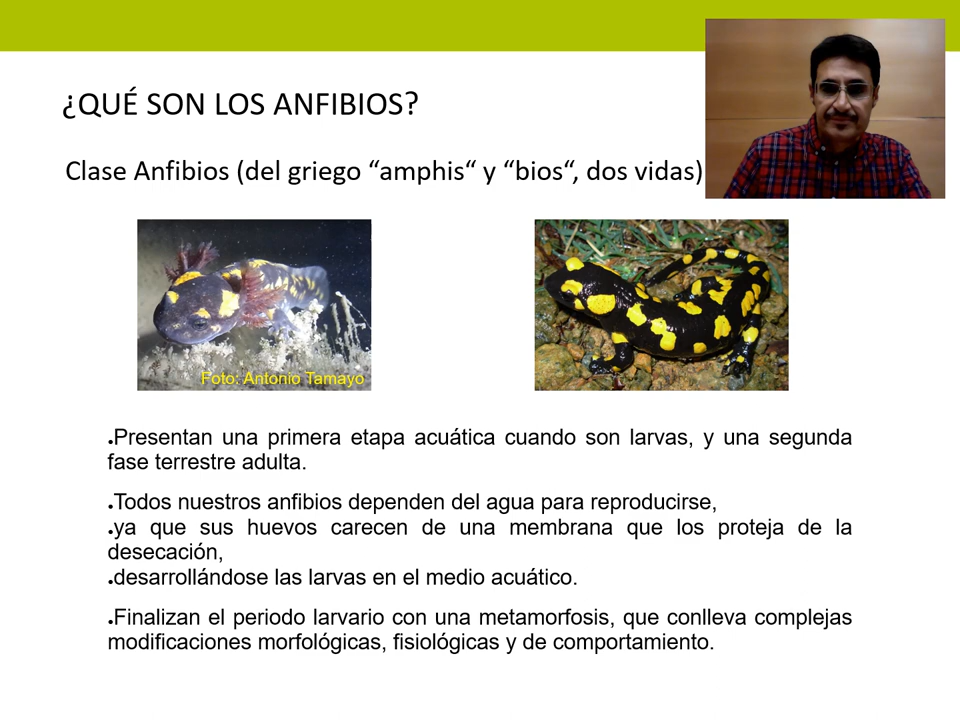 ¿QUÉ SON LOS ANFIBIOS?
Clase Anfibios (del griego “amphis“ y “bios“, dos vidas)
Foto: Antonio Tamayo
●Presentan una primera etapa acuática cuando son larvas, y una segunda
fase terrestre adulta.
●Todos nuestros anfibios dependen del agua para reproducirse,
●ya que sus huevos carecen de una membrana que los proteja de la
desecación,
●desarrollándose las larvas en el medio acuático.
●Finalizan el periodo larvario con una metamorfosis, que conlleva complejas
modificaciones morfológicas, fisiológicas y de comportamiento.